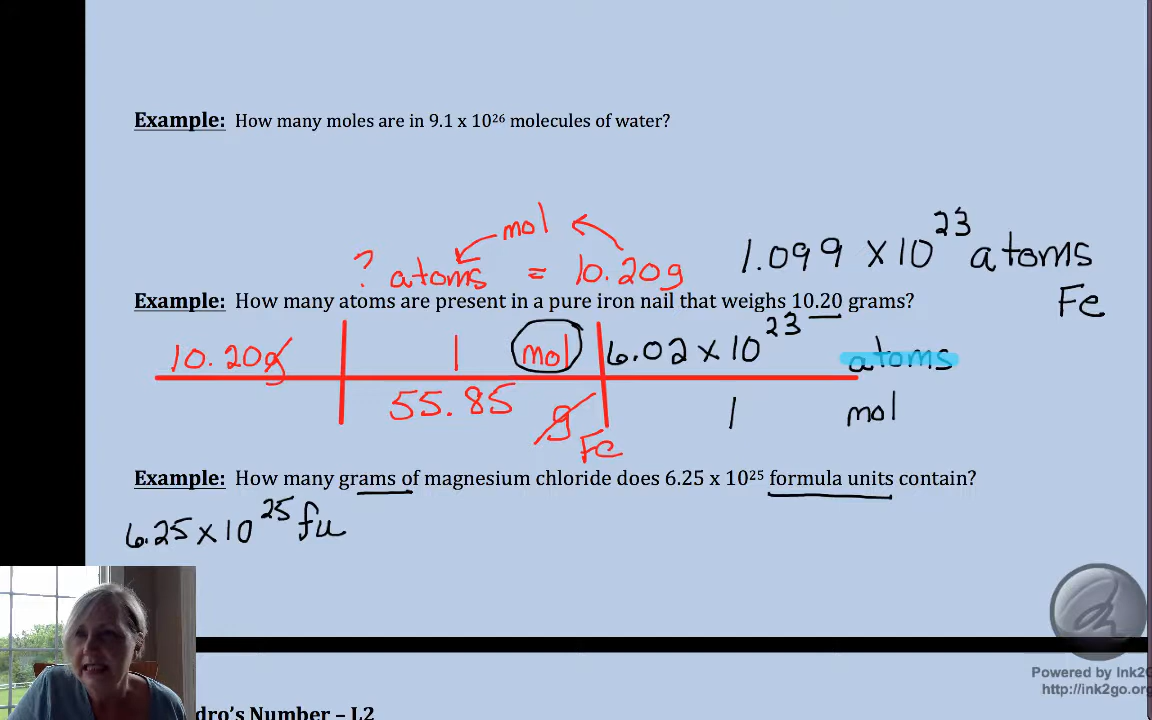 Example: How many moles are in 9.1 x 10²⁶ molecules of water?
mol
? atoms = 10.20g
1.099 x 10²³ atoms
Fe
Example: How many atoms are present in a pure iron nail that weighs 10.20 grams?
10.20g 1 mol 6.02 x 10²³ atoms
55.85 g Fe 1 mol
Example: How many grams of magnesium chloride does 6.25 x 10²⁵ formula units contain?
6.25 x 10²⁵ fu
Powered by Ink2G
http://ink2go.org
dro's Number – L2